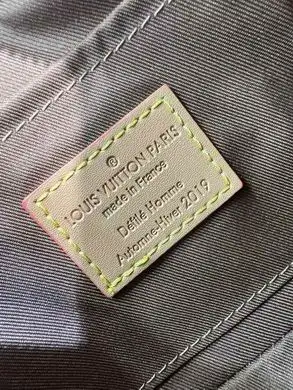 ®
LOUIS VUITTON PARIS
made in France
Défilé Homme
Automne-Hiver 2019